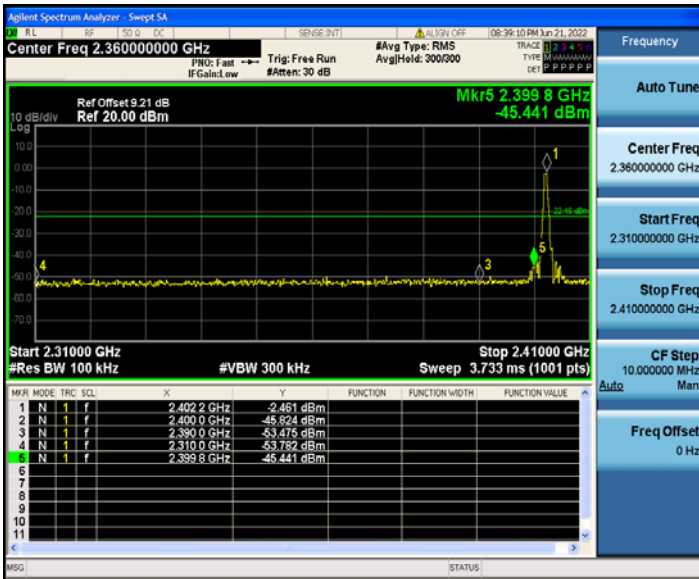 Agilent Spectrum Analyzer - Swept SA
RL RF 50 Ω DC SENSE:INT ALIGN OFF 08:39:10 PM Jun 21, 2022
Center Freq 2.360000000 GHz
PNO: Fast Trig: Free Run
IFGain:Low #Atten: 30 dB
#Avg Type: RMS
Avg|Hold: 300/300
TRACE 1 2 3 4 5 6
TYPE M
DET P P P P P P
Mkr5 2.399 8 GHz
-45.441 dBm
Ref Offset 9.21 dB
10 dB/div Ref 20.00 dBm
Log
10.0
0.00
-10.0
-20.0
-30.0
-40.0
-50.0
-60.0
-70.0
1
-22.46 dBm
5
4
3
Start 2.31000 GHz Stop 2.41000 GHz
#Res BW 100 kHz #VBW 300 kHz Sweep 3.733 ms (1001 pts)
MKR MODE TRC SCL X Y FUNCTION FUNCTION WIDTH FUNCTION VALUE
1 N 1 f 2.402 2 GHz -2.461 dBm
2 N 1 f 2.400 0 GHz -45.824 dBm
3 N 1 f 2.390 0 GHz -53.475 dBm
4 N 1 f 2.310 0 GHz -53.782 dBm
5 N 1 f 2.399 8 GHz -45.441 dBm
6
7
8
9
10
11
MSG STATUS
Frequency
Auto Tune
Center Freq
2.360000000 GHz
Start Freq
2.310000000 GHz
Stop Freq
2.410000000 GHz
CF Step
10.000000 MHz
Auto Man
Freq Offset
0 Hz